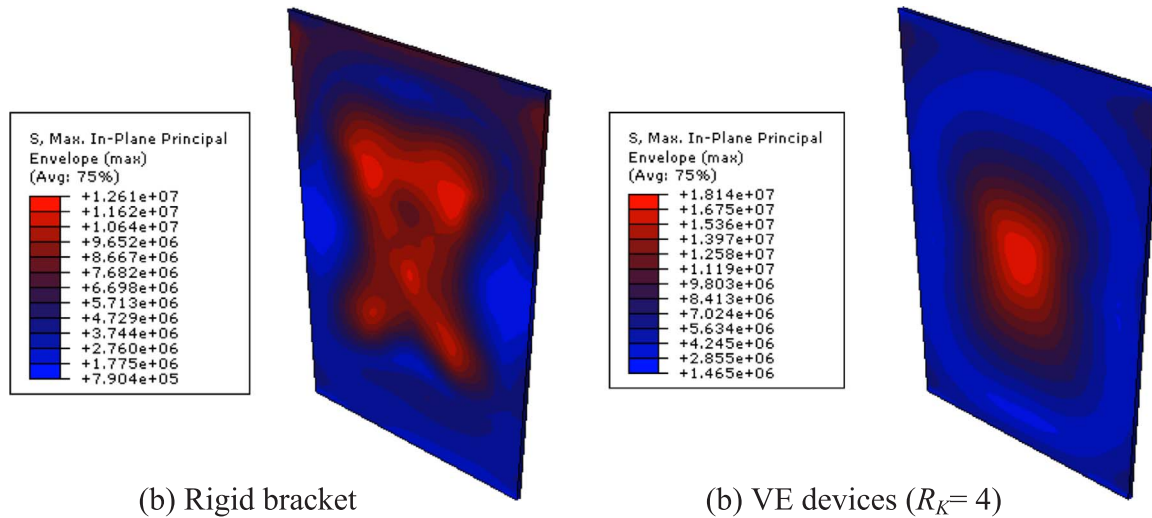 S, Max. In-Plane Principal
Envelope (max)
(Avg: 75%)
+1.261e+07
+1.162e+07
+1.064e+07
+9.652e+06
+8.667e+06
+7.682e+06
+6.698e+06
+5.713e+06
+4.729e+06
+3.744e+06
+2.760e+06
+1.775e+06
+7.904e+05
(b) Rigid bracket
S, Max. In-Plane Principal
Envelope (max)
(Avg: 75%)
+1.814e+07
+1.675e+07
+1.536e+07
+1.397e+07
+1.258e+07
+1.119e+07
+9.803e+06
+8.413e+06
+7.024e+06
+5.634e+06
+4.245e+06
+2.855e+06
+1.465e+06
(b) VE devices (R_K= 4)